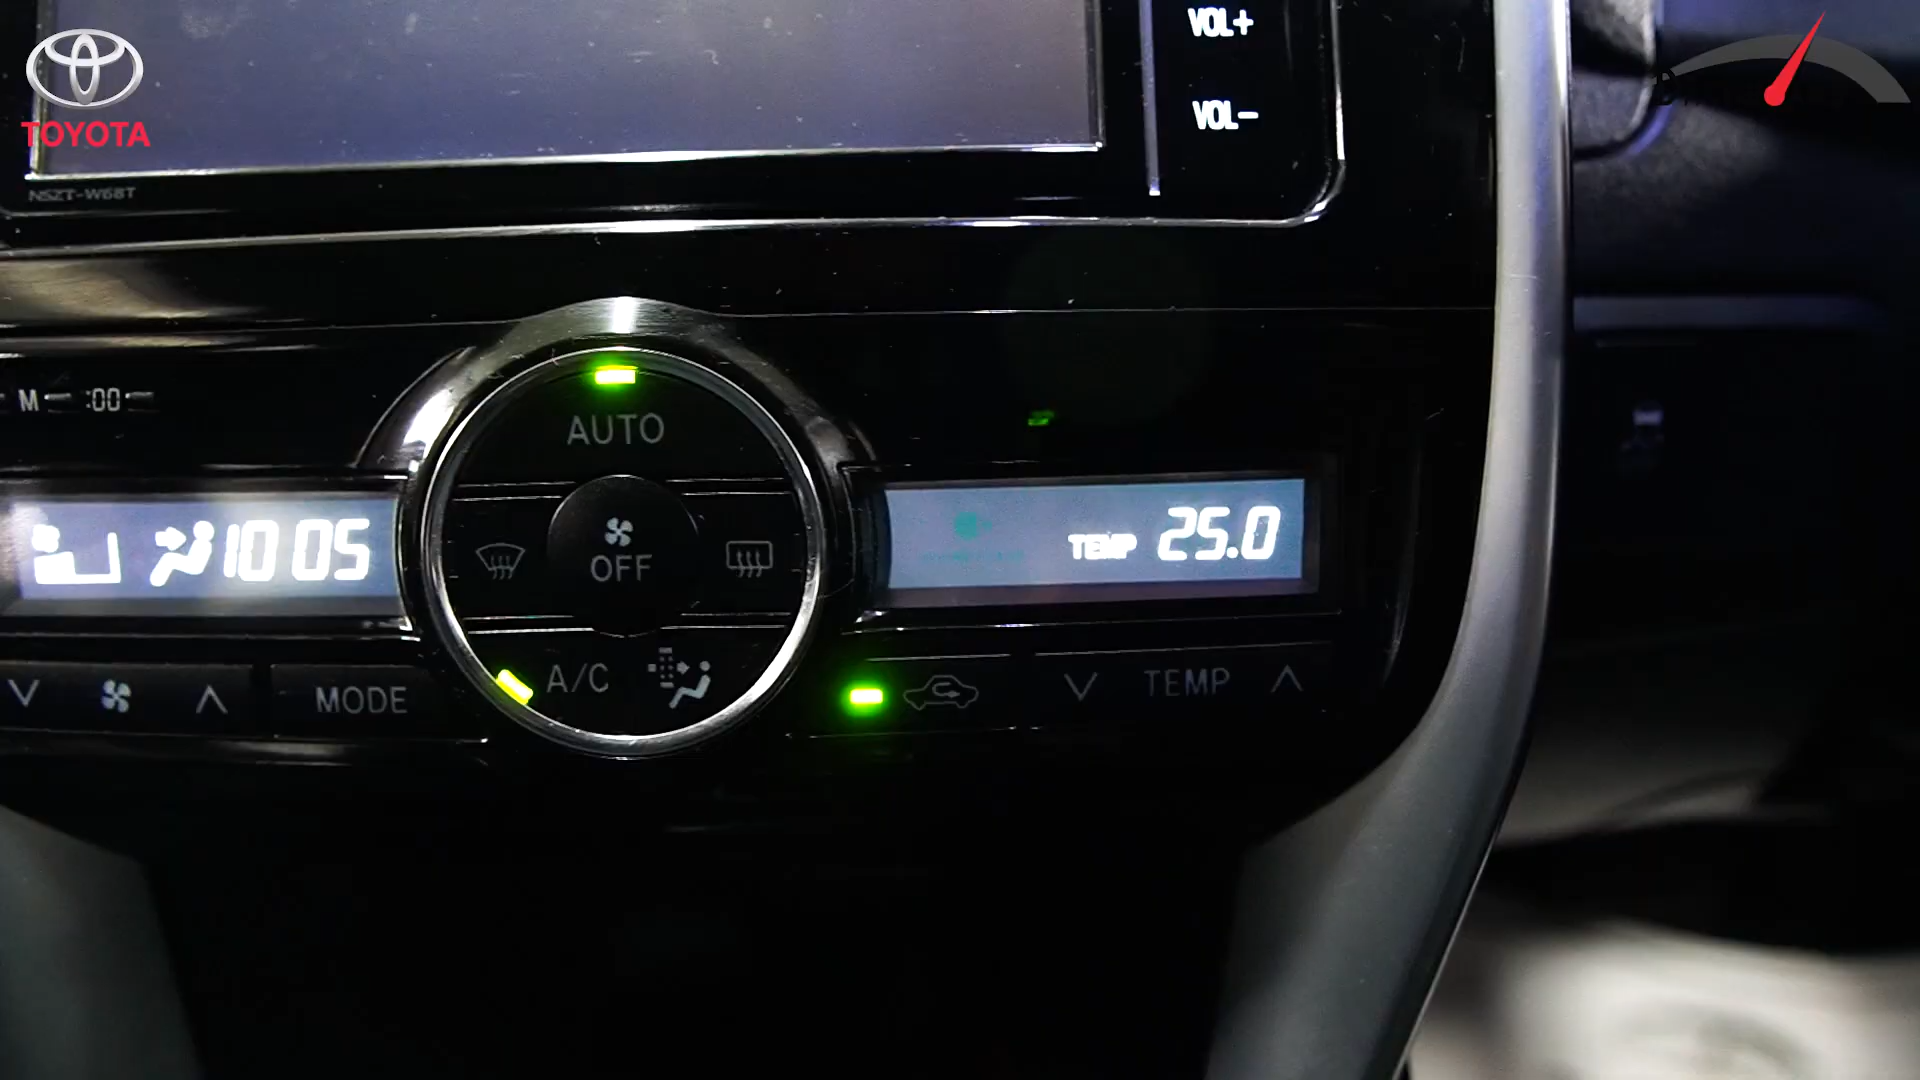 VOL+
TOYOTA
VOL-
NSZT-W68T
M :00
AUTO
10 05
TEMP 25.0
OFF
A/C
MODE
TEMP